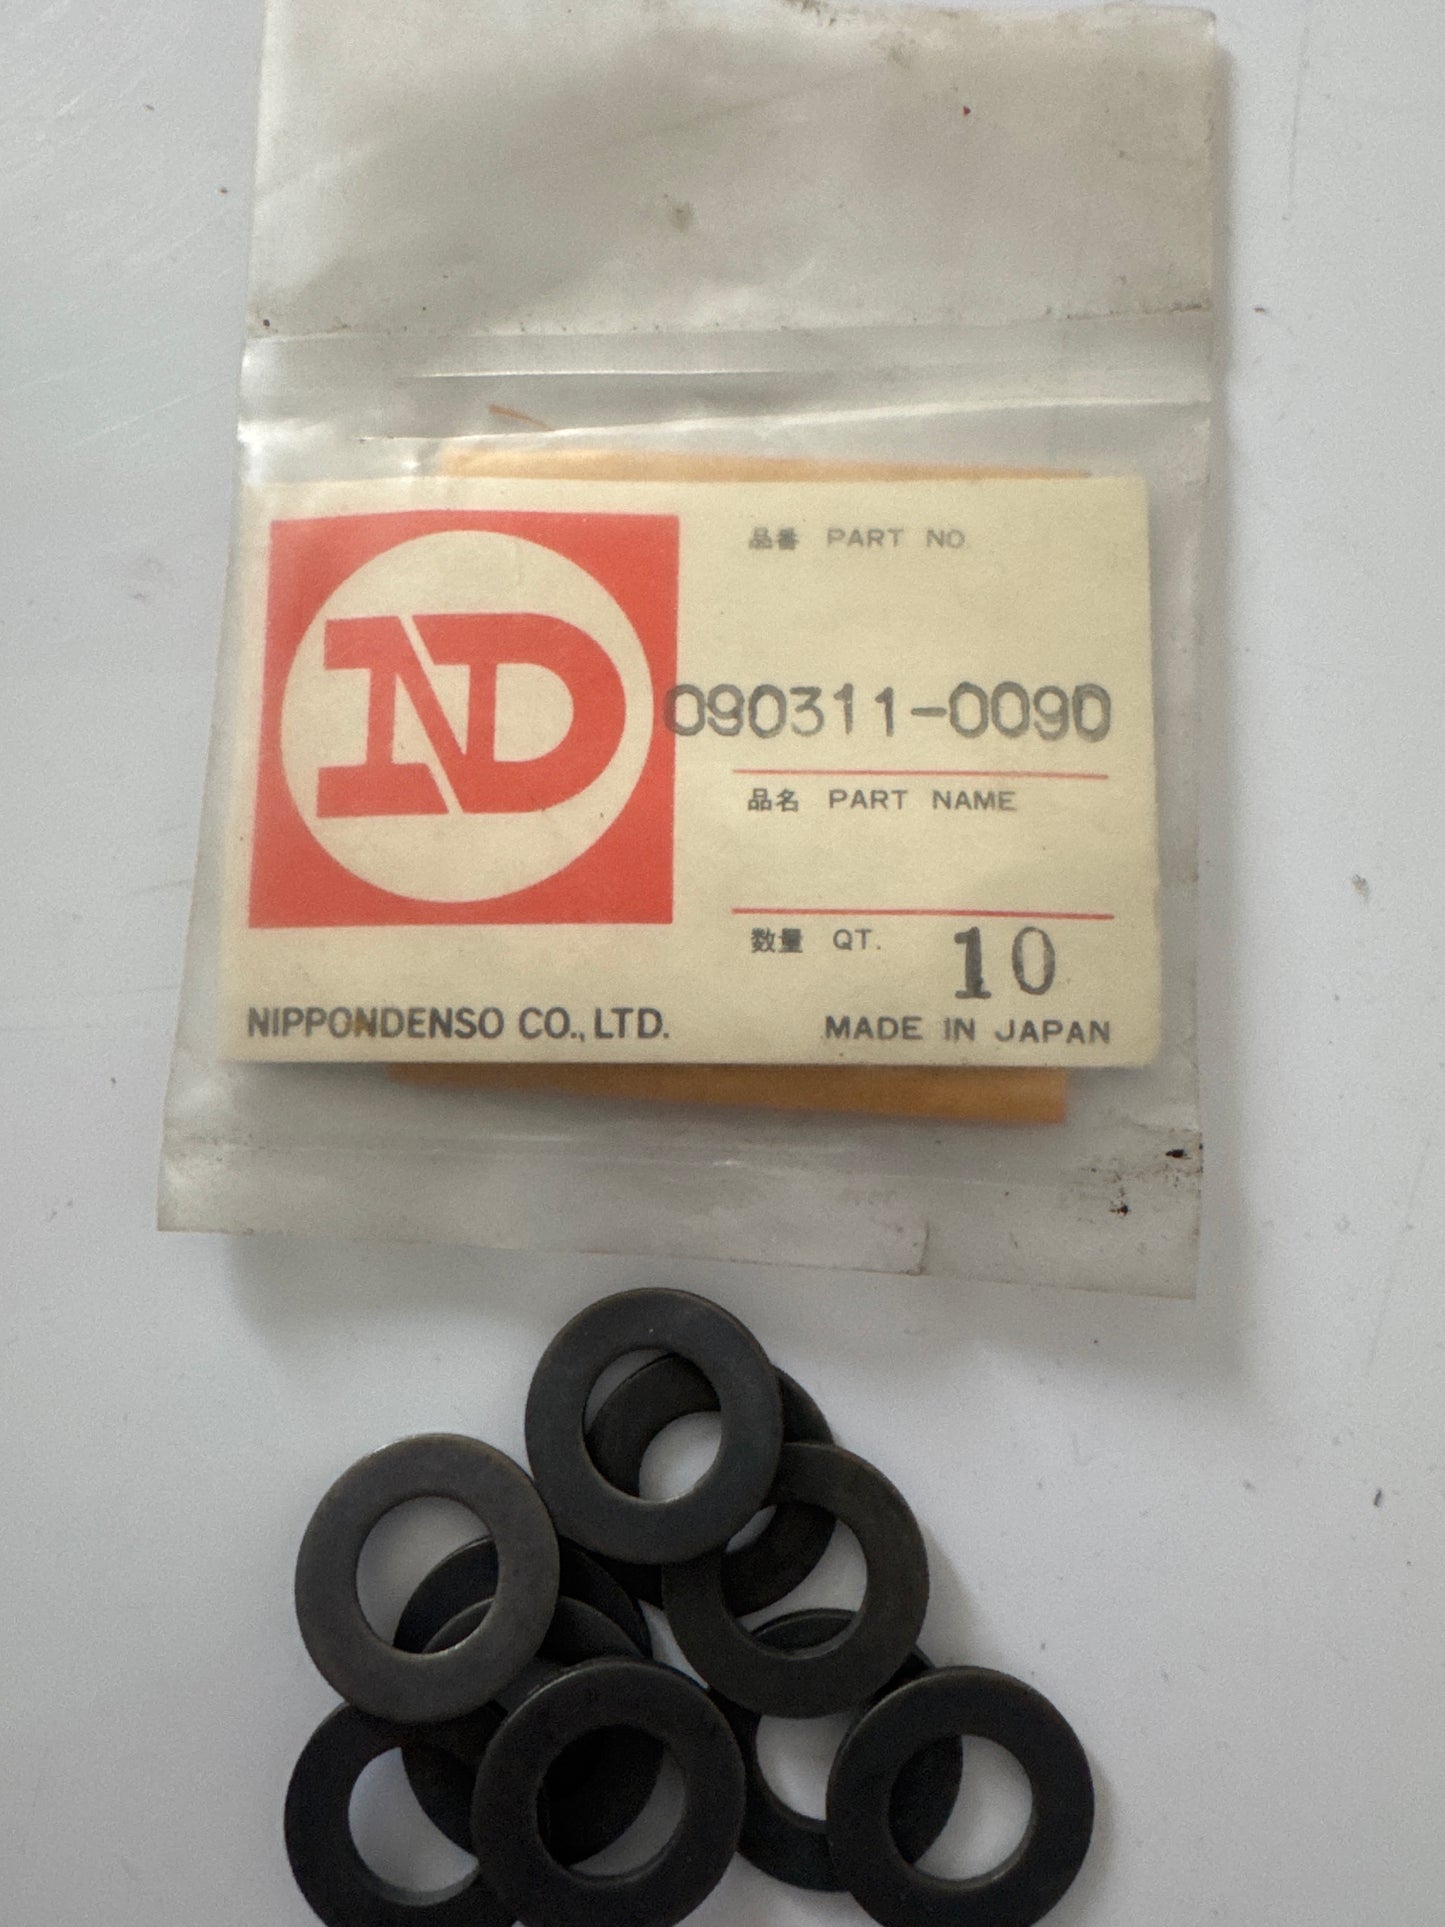 ND
品番 PART NO.
090311-0090
品名 PART NAME
数量 QT. 10
NIPPONDENSO CO., LTD.
MADE IN JAPAN